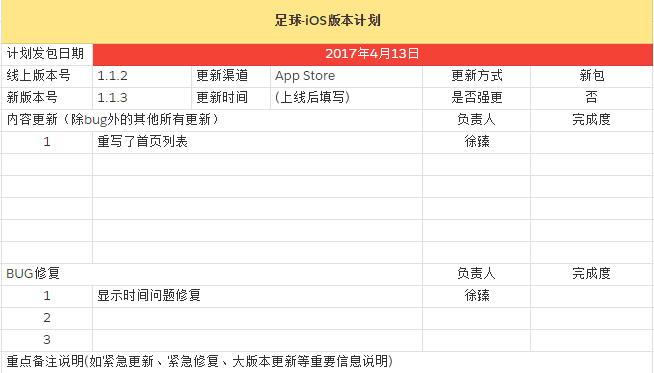 足球-iOS版本计划
计划发包日期 2017年4月13日
线上版本号 1.1.2 更新渠道 App Store 更新方式 新包
新版本号 1.1.3 更新时间 (上线后填写) 是否强更 否
内容更新（除bug外的其他所有更新） 负责人 完成度
1 重写了首页列表 徐臻
BUG修复 负责人 完成度
1 显示时间问题修复 徐臻
2
3
重点备注说明(如紧急更新、紧急修复、大版本更新等重要信息说明)